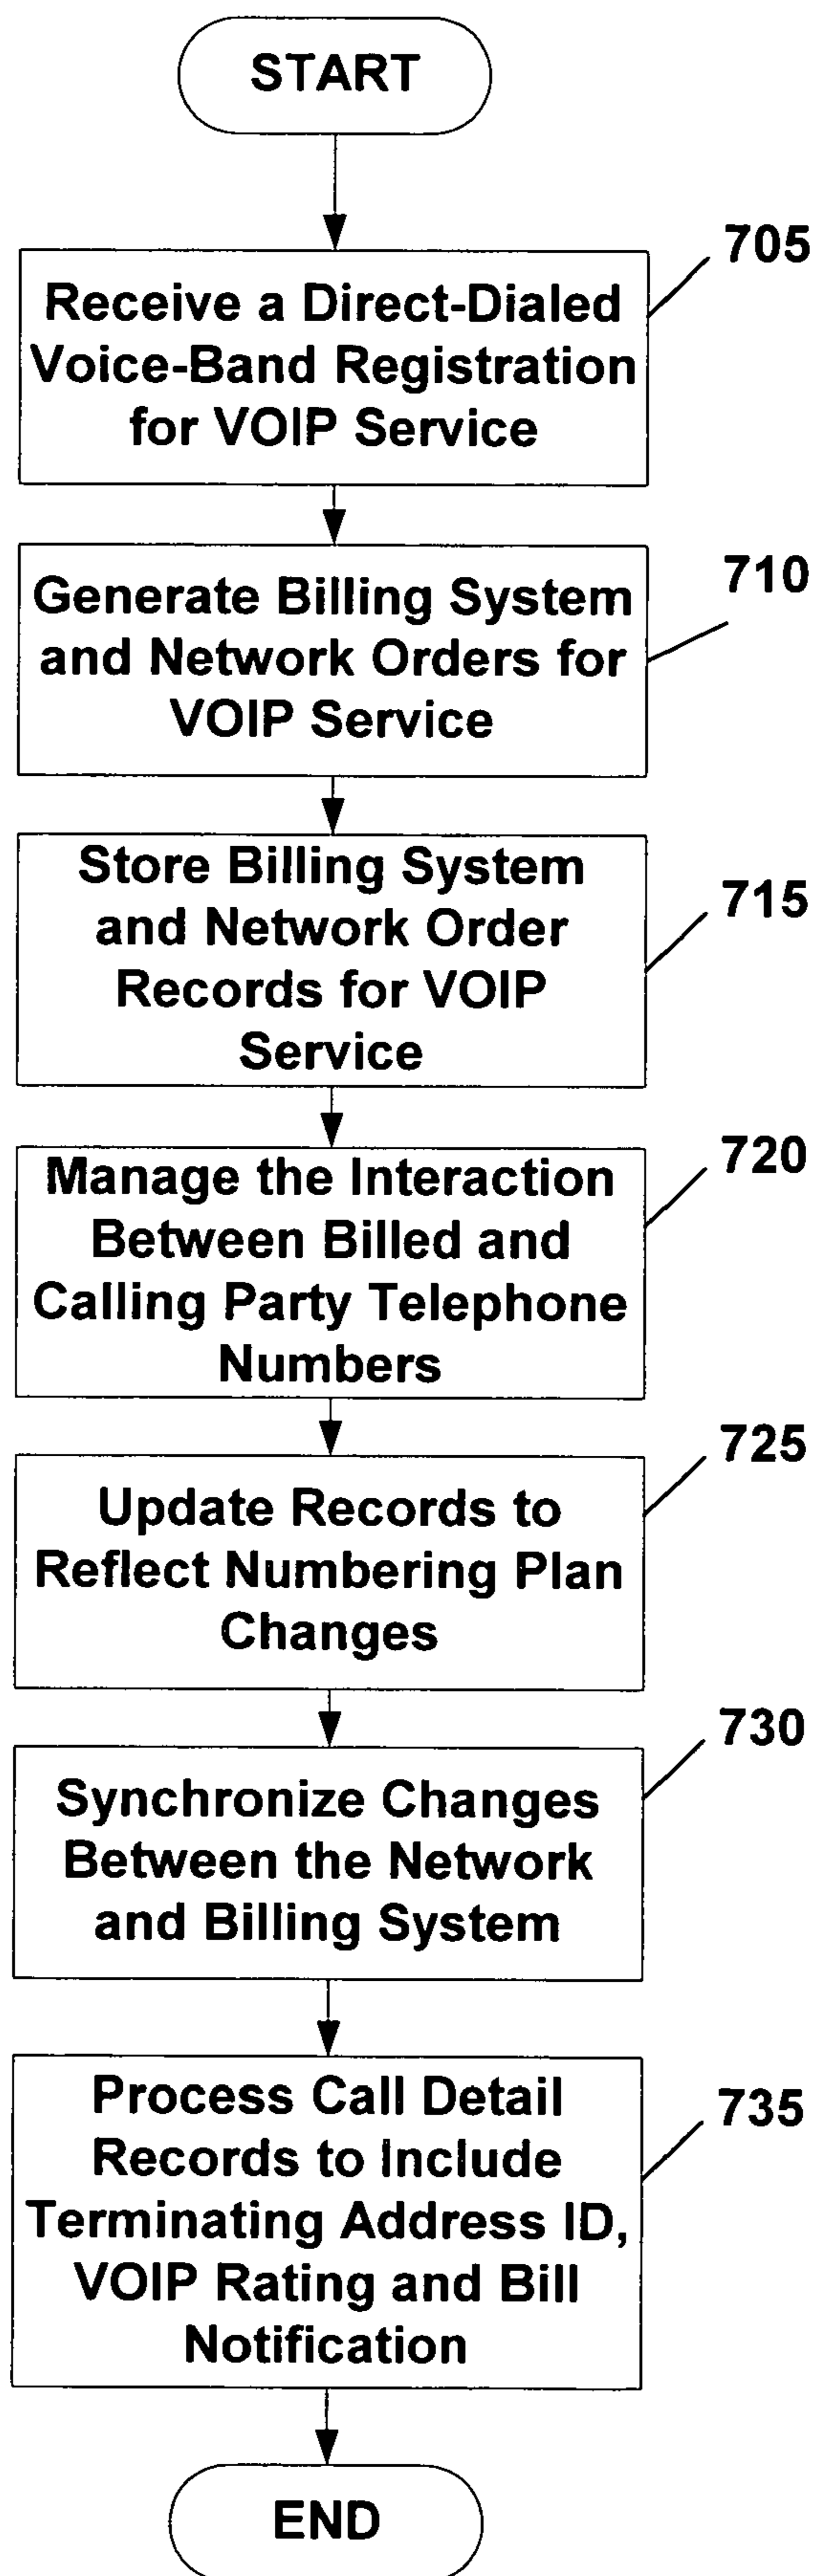 START
705
Receive a Direct-Dialed
Voice-Band Registration
for VOIP Service
710
Generate Billing System
and Network Orders for
VOIP Service
715
Store Billing System
and Network Order
Records for VOIP
Service
720
Manage the Interaction
Between Billed and
Calling Party Telephone
Numbers
725
Update Records to
Reflect Numbering Plan
Changes
730
Synchronize Changes
Between the Network
and Billing System
735
Process Call Detail
Records to Include
Terminating Address ID,
VOIP Rating and Bill
Notification
END